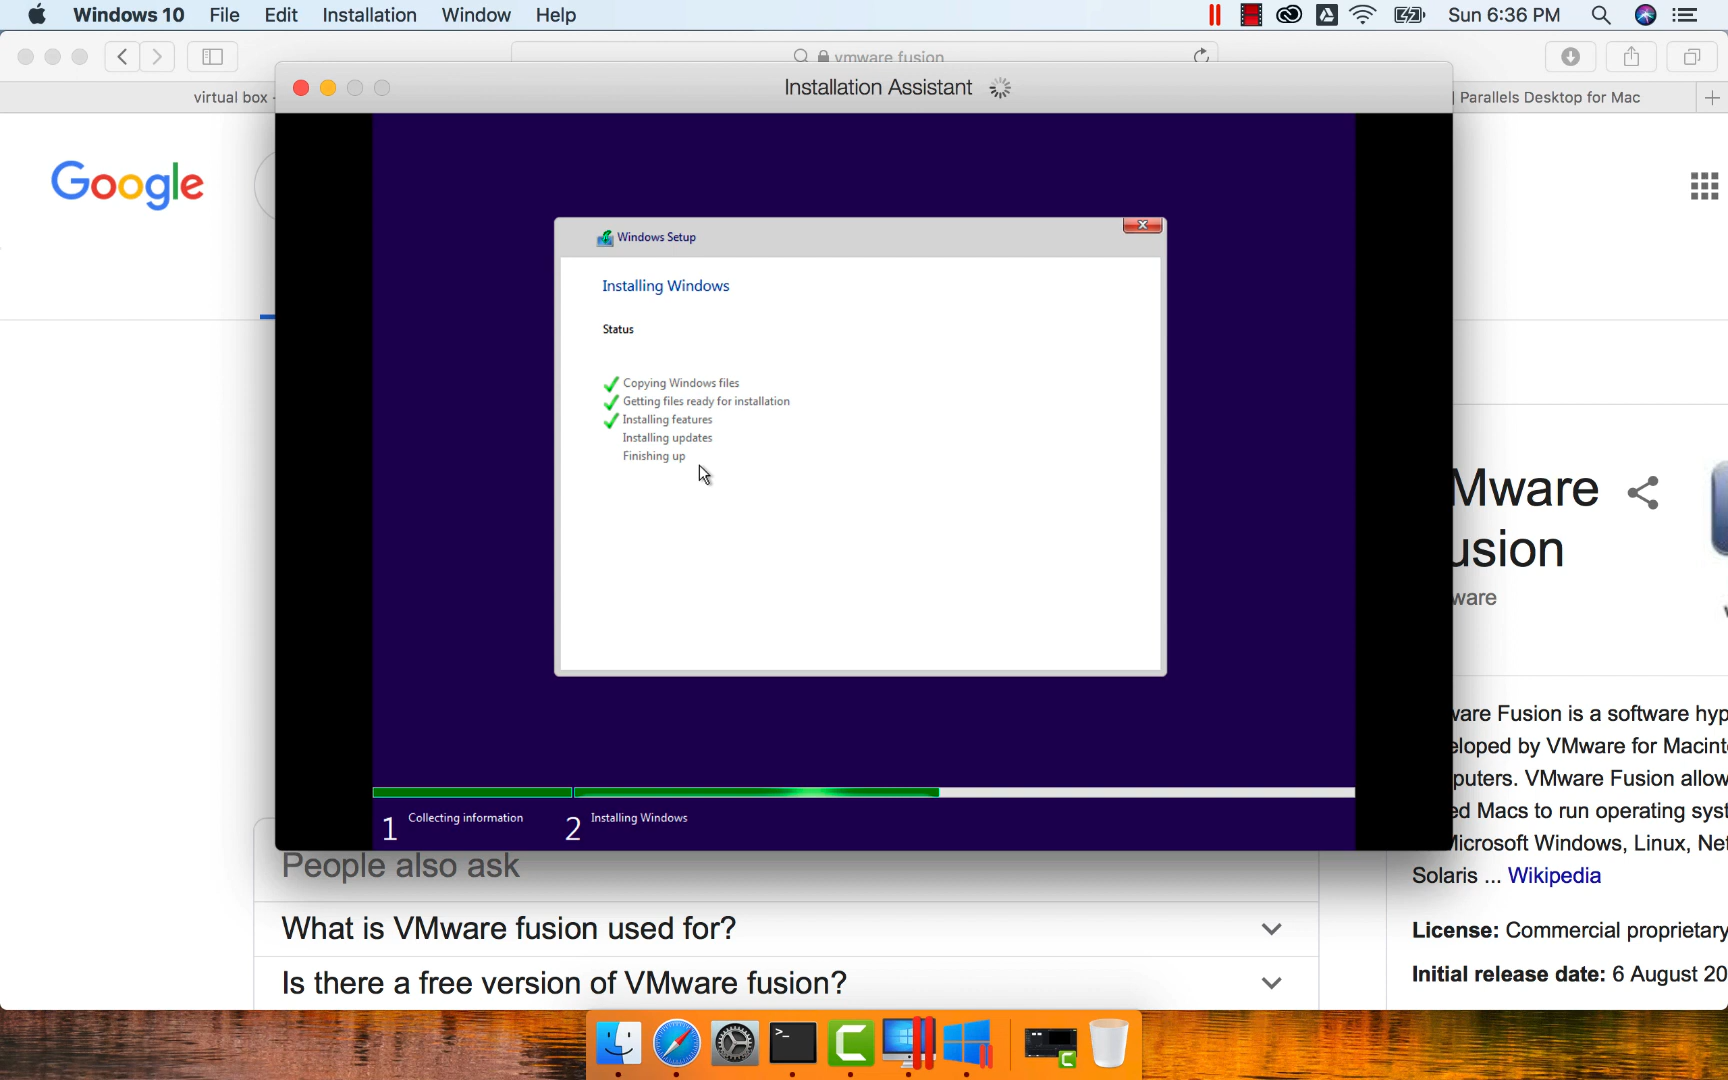 Windows 10 File Edit Installation Window Help Sun 6:36 PM
vmware fusion
Installation Assistant
virtual box - Parallels Desktop for Mac
Google
Windows Setup
Installing Windows
Status
Copying Windows files
Getting files ready for installation
Installing features
Installing updates
Finishing up
Mware
usion
ware
ware Fusion is a software hyp
eloped by VMware for Macint
puters. VMware Fusion allow
ed Macs to run operating syst
Microsoft Windows, Linux, Net
Solaris ... Wikipedia
License: Commercial proprietary
Initial release date: 6 August 20
1 Collecting information 2 Installing Windows
People also ask
What is VMware fusion used for?
Is there a free version of VMware fusion?